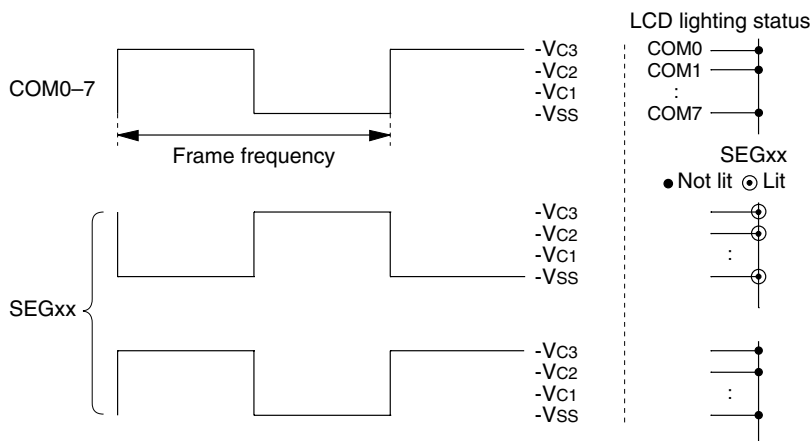 LCD lighting status
COM0–7
-VC3
-VC2
-VC1
-VSS
Frame frequency
COM0
COM1
:
COM7
SEGxx
● Not lit ◉ Lit
SEGxx
-VC3
-VC2
-VC1
-VSS
:
-VC3
-VC2
-VC1
-VSS
: